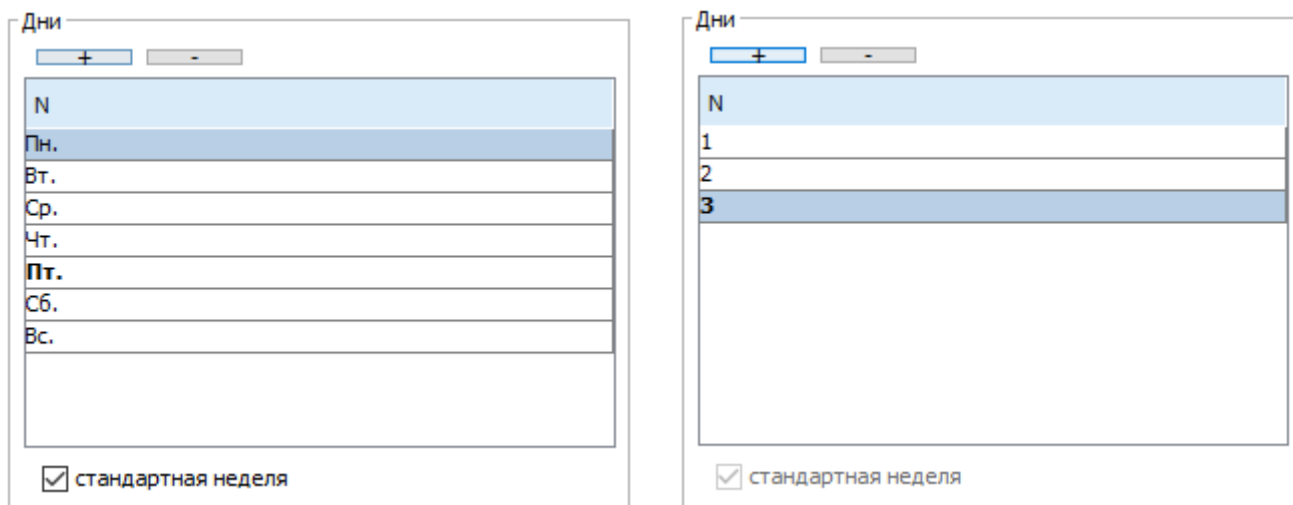 Дни
+ -
N
Пн.
Вт.
Ср.
Чт.
Пт.
Сб.
Вс.
стандартная неделя
Дни
+ -
N
1
2
3
стандартная неделя